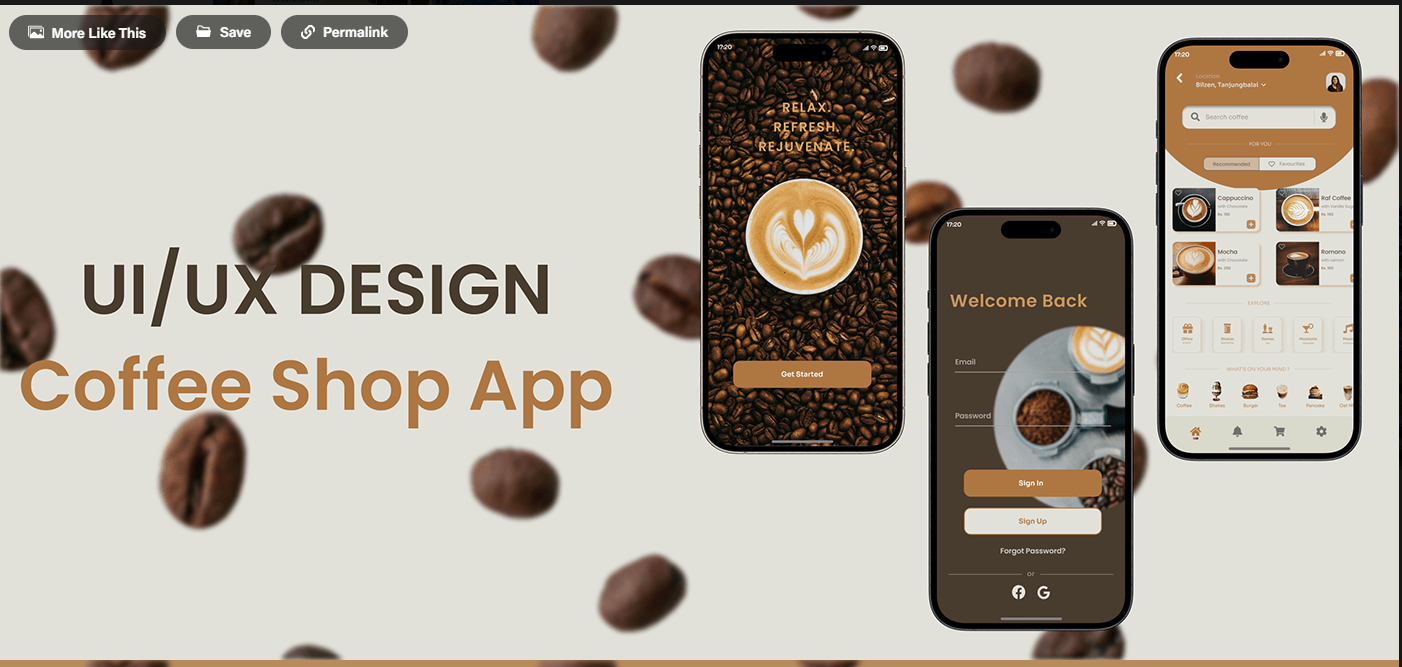 More Like This
Save
Permalink
UI/UX DESIGN
Coffee Shop App
17:20
RELAX.
REFRESH.
REJUVENATE.
Get Started
17:20
Welcome Back
Email
Password
Sign In
Sign Up
Forgot Password?
or
17:20
Location
Bilzen, Tanjungbalai
Search coffee
FOR YOU
Recommended
Favourites
Cappuccino
with Chocolate
Raf Coffee
Mocha
with Chocolate
Romano
EXPLORE
WHAT'S ON YOUR MIND ?
Coffee
Shakes
Burger
Tea
Pancake